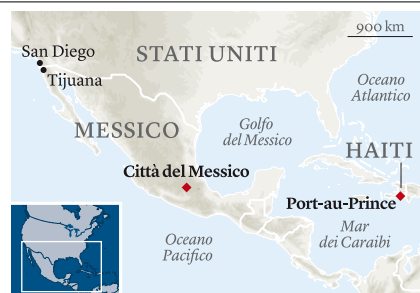 900 km
San Diego
STATI UNITI
Tijuana
Oceano
Atlantico
MESSICO
Golfo
del Messico
HAITI
Città del Messico
Port-au-Prince
Mar
dei Caraibi
Oceano
Pacifico